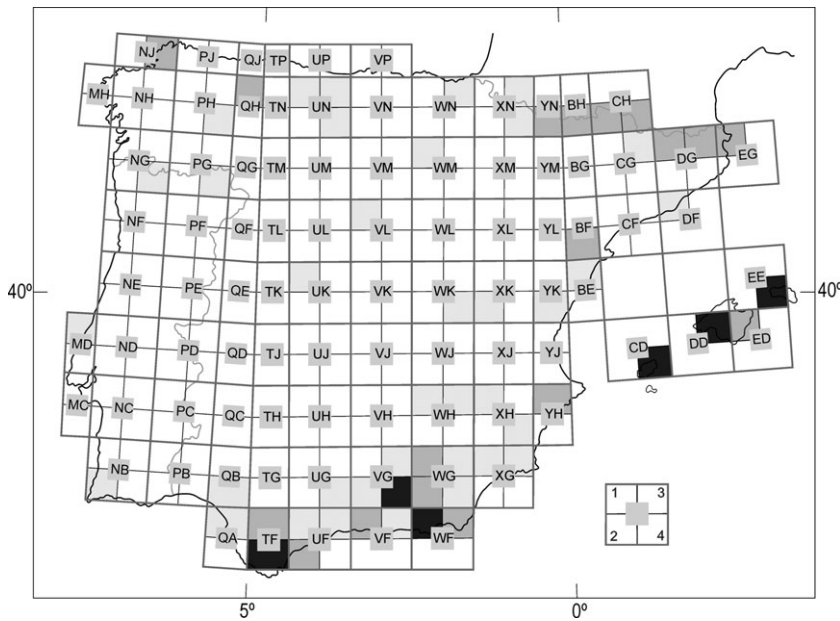 NJ PJ QJ TP UP VP
MH NH PH QH TN UN VN WN XN YN BH CH
NG PG QG TM UM VM WM XM YM BG CG DG EG
NF PF QF TL UL VL WL XL YL BF CF DF
40º NE PE QE TK UK VK WK XK YK BE EE 40º
MD ND PD QD TJ UJ VJ WJ XJ YJ CD DD ED
MC NC PC QC TH UH VH WH XH YH
NB PB QB TG UG VG WG XG
1 3
2 4
QA TF UF VF WF
5º 0º